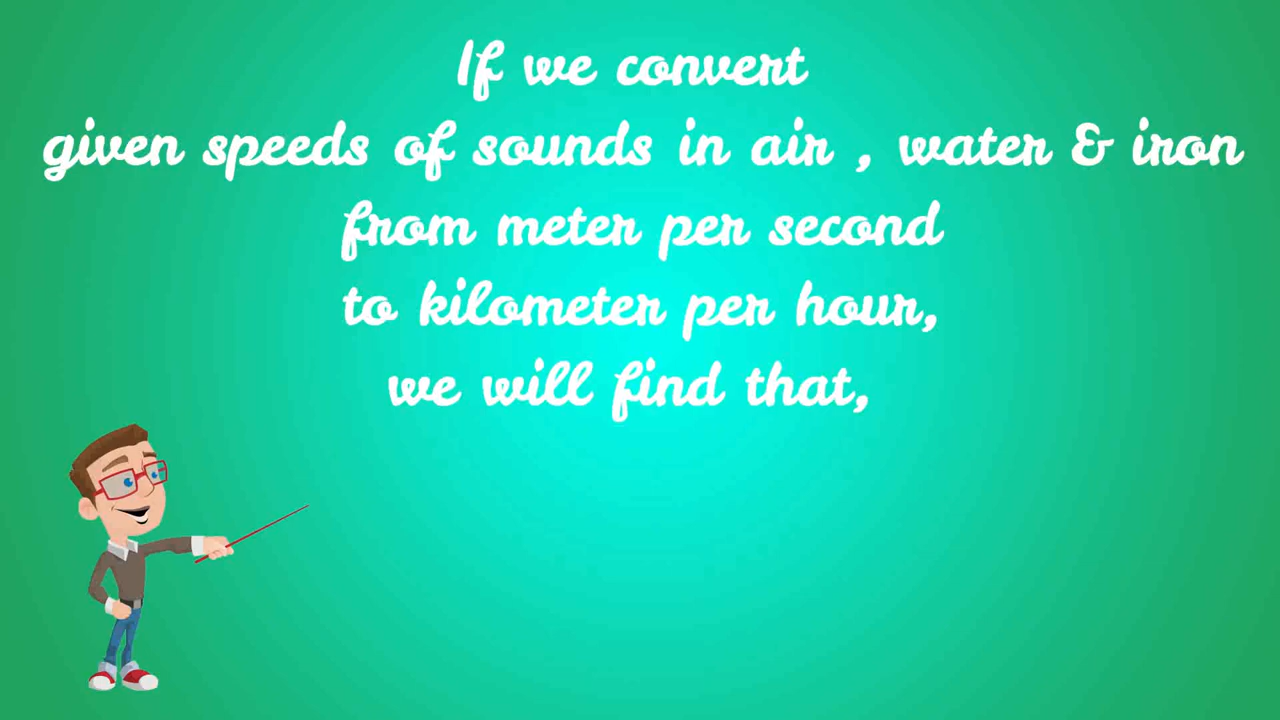 If we convert
given speeds of sounds in air , water & iron
from meter per second
to kilometer per hour,
we will find that,